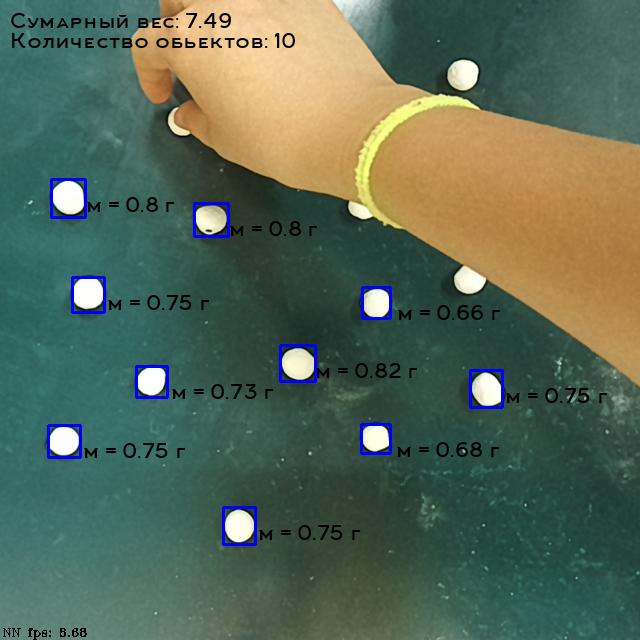 Сумарный вес: 7.49
Количество обьектов: 10
м = 0.8 г
м = 0.8 г
м = 0.75 г
м = 0.66 г
м = 0.82 г
м = 0.73 г
м = 0.75 г
м = 0.75 г
м = 0.68 г
м = 0.75 г
NN fps: 8.68